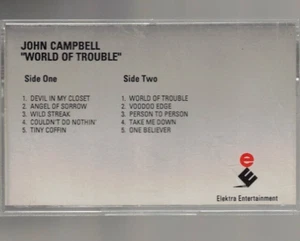 JOHN CAMPBELL
"WORLD OF TROUBLE"
Side One
1. DEVIL IN MY CLOSET
2. ANGEL OF SORROW
3. WILD STREAK
4. COULDN'T DO NOTHIN'
5. TINY COFFIN
Side Two
1. WORLD OF TROUBLE
2. VOODOO EDGE
3. PERSON TO PERSON
4. TAKE ME DOWN
5. ONE BELIEVER
e
E
Elektra Entertainment